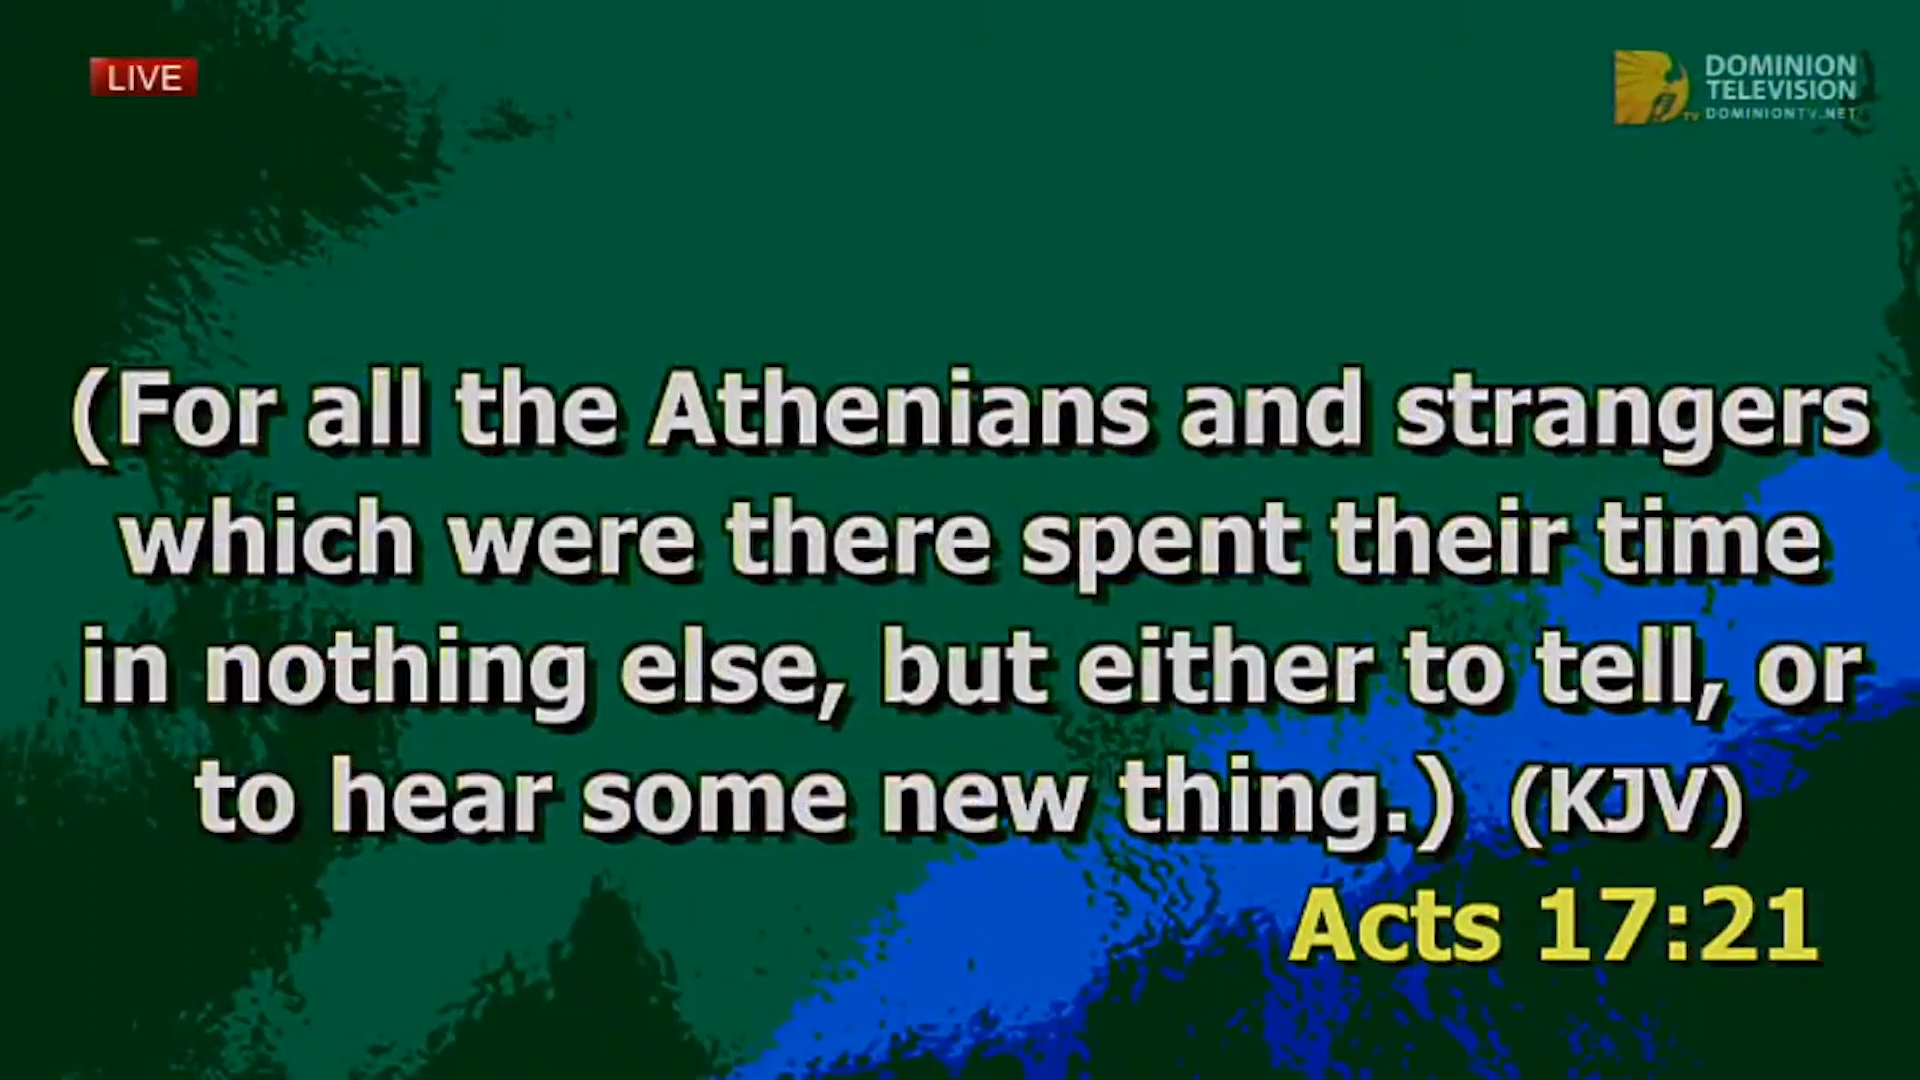 LIVE
DOMINION
TELEVISION
TV DOMINIONTV.NET
(For all the Athenians and strangers
which were there spent their time
in nothing else, but either to tell, or
to hear some new thing.) (KJV)
Acts 17:21